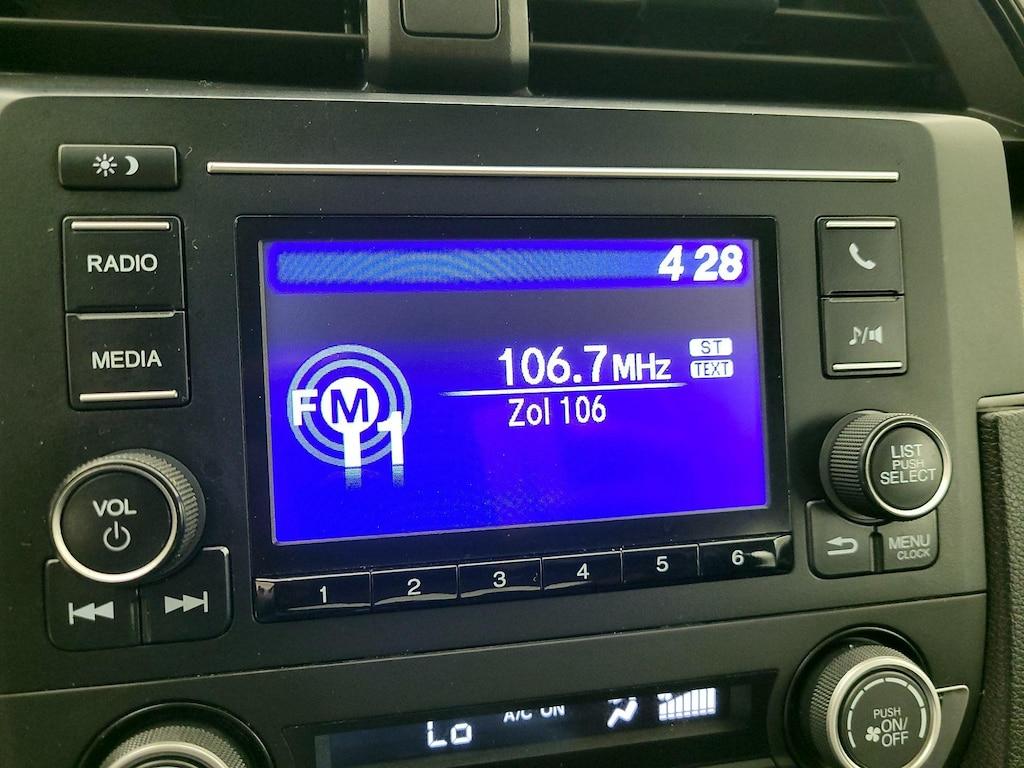 4 28
RADIO
106.7 MHz
ST
TEXT
MEDIA
FM 1
Zol 106
LIST
PUSH
SELECT
VOL
MENU
CLOCK
1 2 3 4 5 6
Lo
A/C ON
PUSH
ON/
OFF